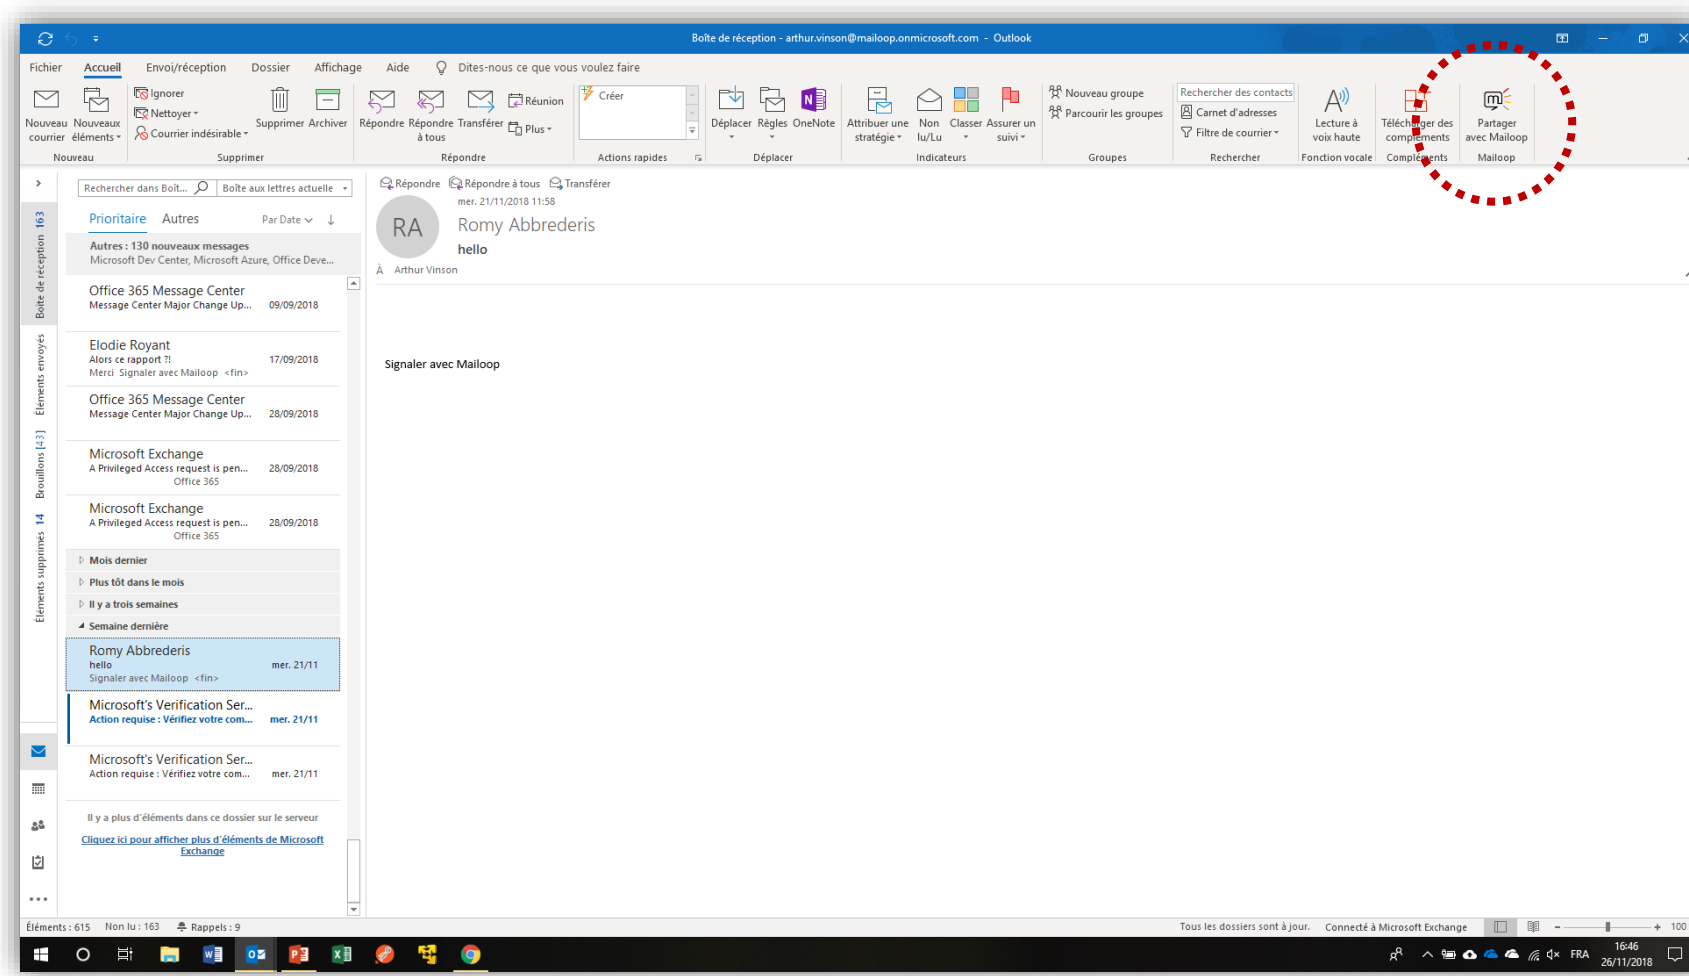 Boîte de réception - arthur.vinson@mailoop.onmicrosoft.com - Outlook
Fichier Accueil Envoi/réception Dossier Affichage Aide Dites-nous ce que vous voulez faire
Nouveau courrier
Nouveaux éléments
Ignorer
Nettoyer
Courrier indésirable
Supprimer
Archiver
Répondre
Répondre à tous
Transférer
Réunion
Plus
Créer
Déplacer
Règles
OneNote
Attribuer une stratégie
Non lu/Lu
Classer
Assurer un suivi
Nouveau groupe
Parcourir les groupes
Rechercher des contacts
Carnet d'adresses
Filtre de courrier
Lecture à voix haute
Télécharger des compléments
Partager avec Mailoop
Nouveau Supprimer Répondre Actions rapides Déplacer Indicateurs Groupes Rechercher Fonction vocale Compléments Mailoop
Boîte de réception 163
Éléments envoyés
Brouillons [43]
Éléments supprimés 14
Rechercher dans Boît... Boîte aux lettres actuelle
Prioritaire Autres Par Date
Autres : 130 nouveaux messages
Microsoft Dev Center, Microsoft Azure, Office Deve...
Office 365 Message Center
Message Center Major Change Up... 09/09/2018
Elodie Royant
Alors ce rapport ?! 17/09/2018
Merci Signaler avec Mailoop <fin>
Office 365 Message Center
Message Center Major Change Up... 28/09/2018
Microsoft Exchange
A Privileged Access request is pen... 28/09/2018
Office 365
Microsoft Exchange
A Privileged Access request is pen... 28/09/2018
Office 365
Mois dernier
Plus tôt dans le mois
Il y a trois semaines
Semaine dernière
Romy Abbrederis
hello mer. 21/11
Signaler avec Mailoop <fin>
Microsoft's Verification Ser...
Action requise : Vérifiez votre com... mer. 21/11
Microsoft's Verification Ser...
Action requise : Vérifiez votre com... mer. 21/11
Il y a plus d'éléments dans ce dossier sur le serveur
Cliquez ici pour afficher plus d'éléments de Microsoft
Exchange
Répondre Répondre à tous Transférer
mer. 21/11/2018 11:58
RA
Romy Abbrederis
hello
À Arthur Vinson
Signaler avec Mailoop
Éléments : 615 Non lu : 163 Rappels : 9
Tous les dossiers sont à jour. Connecté à Microsoft Exchange 100
FRA
16:46
26/11/2018